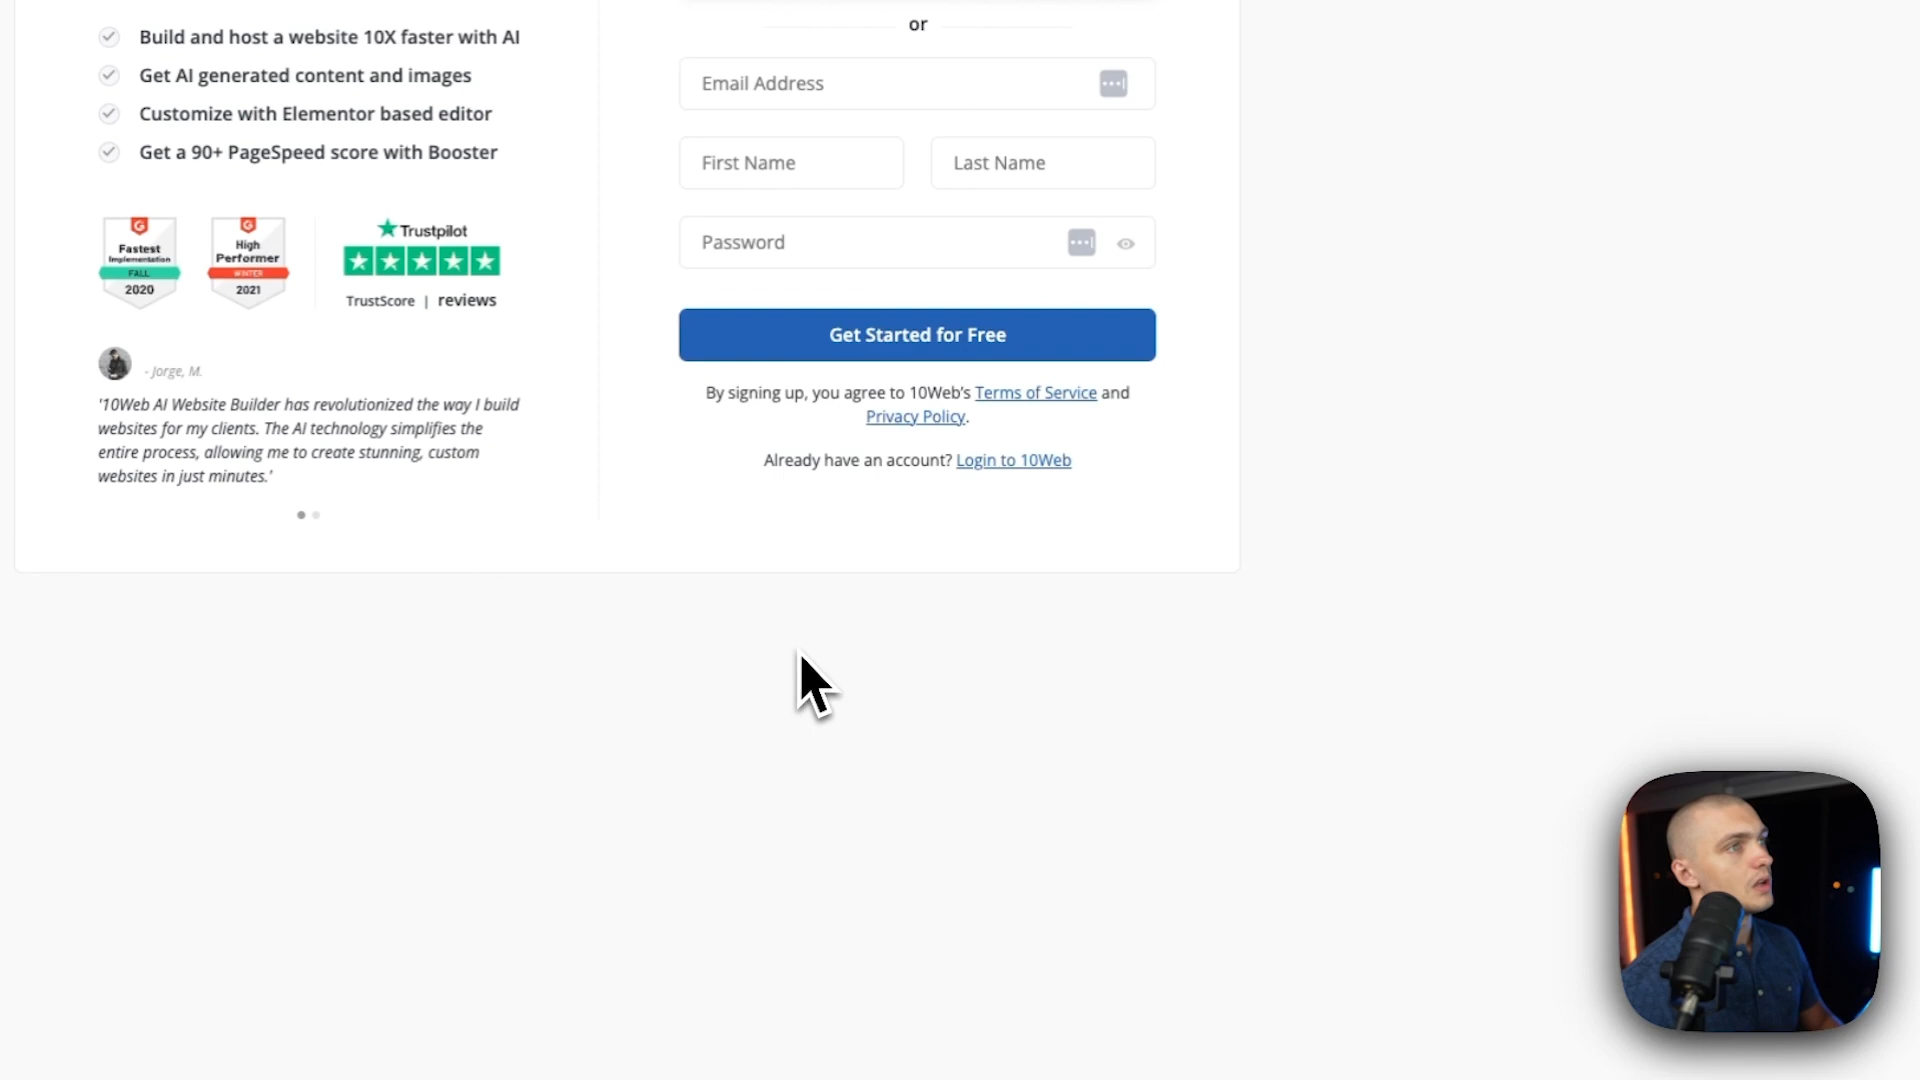 Build and host a website 10X faster with AI
Get AI generated content and images
Customize with Elementor based editor
Get a 90+ PageSpeed score with Booster
Fastest
Implementation
FALL
2020
High
Performer
WINTER
2021
Trustpilot
TrustScore | reviews
- Jorge, M.
'10Web AI Website Builder has revolutionized the way I build
websites for my clients. The AI technology simplifies the
entire process, allowing me to create stunning, custom
websites in just minutes.'
or
Email Address
First Name
Last Name
Password
Get Started for Free
By signing up, you agree to 10Web's Terms of Service and
Privacy Policy.
Already have an account? Login to 10Web